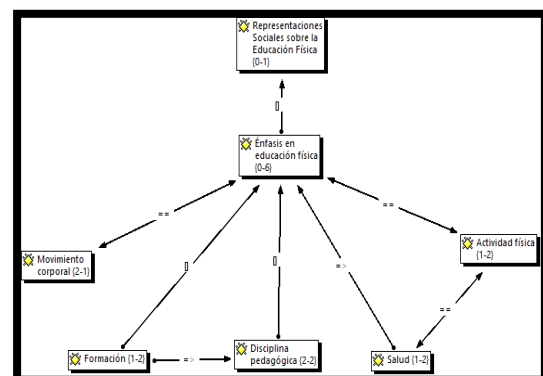 Representaciones
Sociales sobre la
Educación Física
{0-1}
[]
Énfasis en
educación física
{0-6}
==
==
Movimiento
corporal {2-1}
Actividad física
{1-2}
[]
[]
=>
==
Formación {1-2}
=>
Disciplina
pedagógica {2-2}
Salud {1-2}